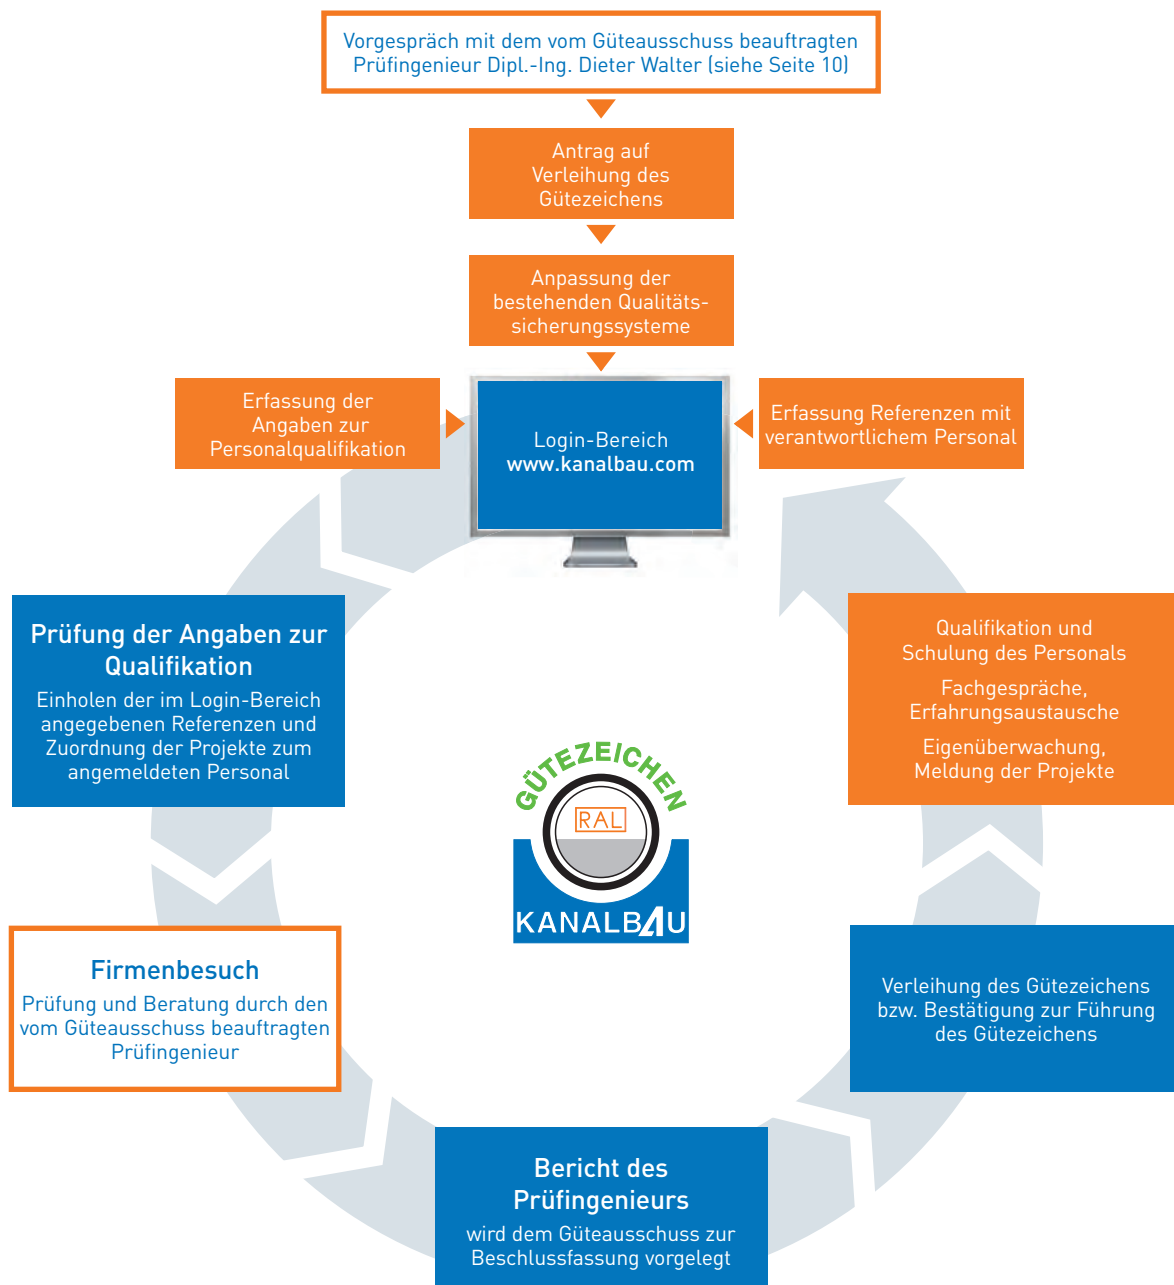 Vorgespräch mit dem vom Güteausschuss beauftragten
Prüfingenieur Dipl.-Ing. Dieter Walter (siehe Seite 10)
Antrag auf
Verleihung des
Gütezeichens
Anpassung der
bestehenden Qualitäts-
sicherungssysteme
Erfassung der
Angaben zur
Personalqualifikation
Login-Bereich
www.kanalbau.com
Erfassung Referenzen mit
verantwortlichem Personal
Prüfung der Angaben zur
Qualifikation
Einholen der im Login-Bereich
angegebenen Referenzen und
Zuordnung der Projekte zum
angemeldeten Personal
Qualifikation und
Schulung des Personals
Fachgespräche,
Erfahrungsaustausche
Eigenüberwachung,
Meldung der Projekte
GÜTEZEICHEN
RAL
KANALBAU
Firmenbesuch
Prüfung und Beratung durch den
vom Güteausschuss beauftragten
Prüfingenieur
Verleihung des Gütezeichens
bzw. Bestätigung zur Führung
des Gütezeichens
Bericht des
Prüfingenieurs
wird dem Güteausschuss zur
Beschlussfassung vorgelegt